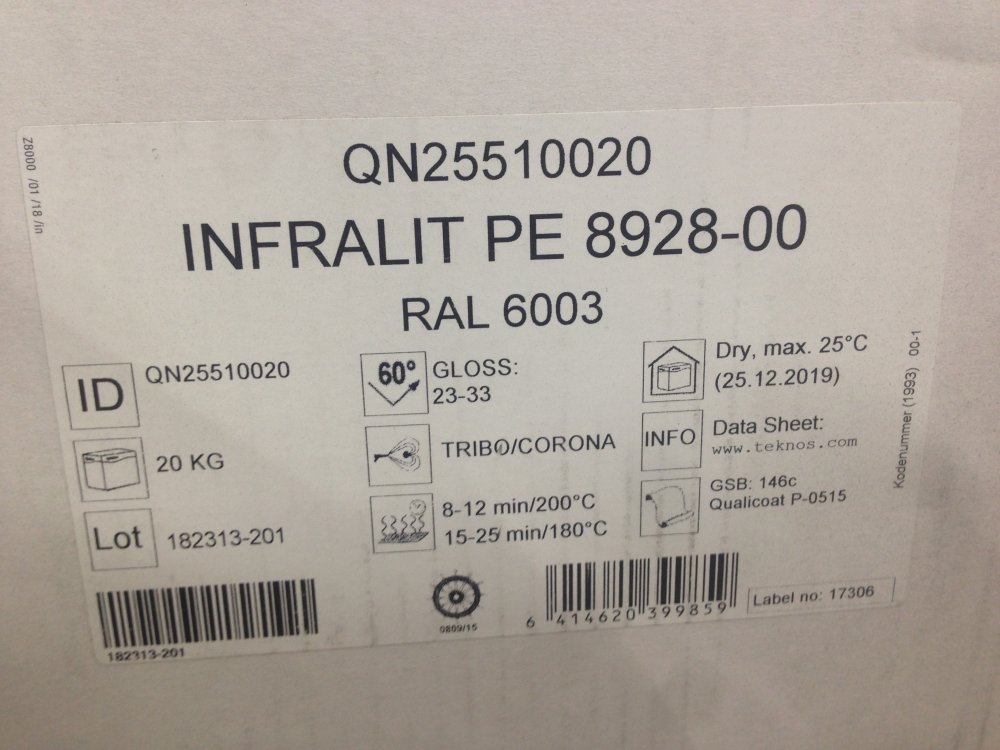 Z8000 /01/18 /in
QN25510020
INFRALIT PE 8928-00
RAL 6003
ID
QN25510020
20 KG
Lot
182313-201
60°
GLOSS:
23-33
TRIBO/CORONA
8-12 min/200°C
15-25 min/180°C
Dry, max. 25°C
(25.12.2019)
INFO
Data Sheet:
www.teknos.com
GSB: 146c
Qualicoat P-0515
Kodenummer (1993) 00-1
182313-201
0809/15
6 414620 399859
Label no: 17306